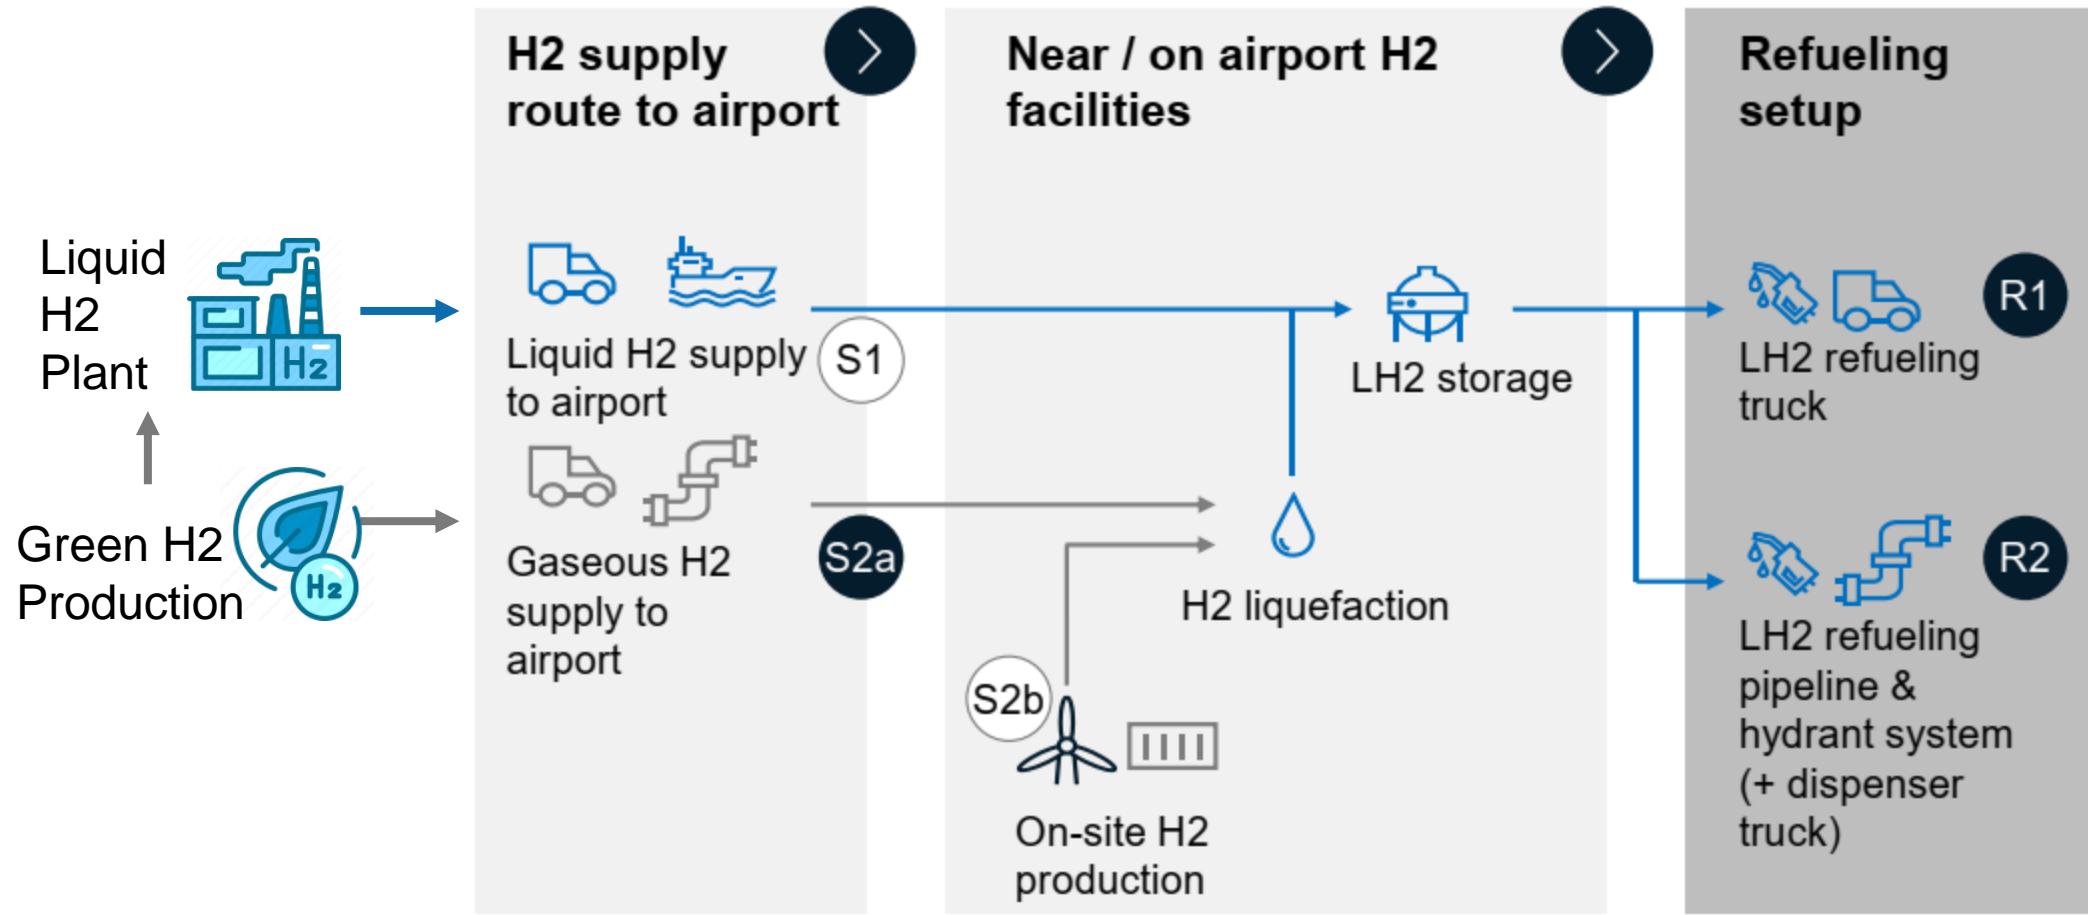 H2 supply
route to airport
Near / on airport H2
facilities
Refueling
setup
Liquid
H2
Plant
H2
Green H2
Production
H2
Liquid H2 supply
to airport
S1
Gaseous H2
supply to
airport
S2a
LH2 storage
H2 liquefaction
S2b
On-site H2
production
R1
LH2 refueling
truck
R2
LH2 refueling
pipeline &
hydrant system
(+ dispenser
truck)